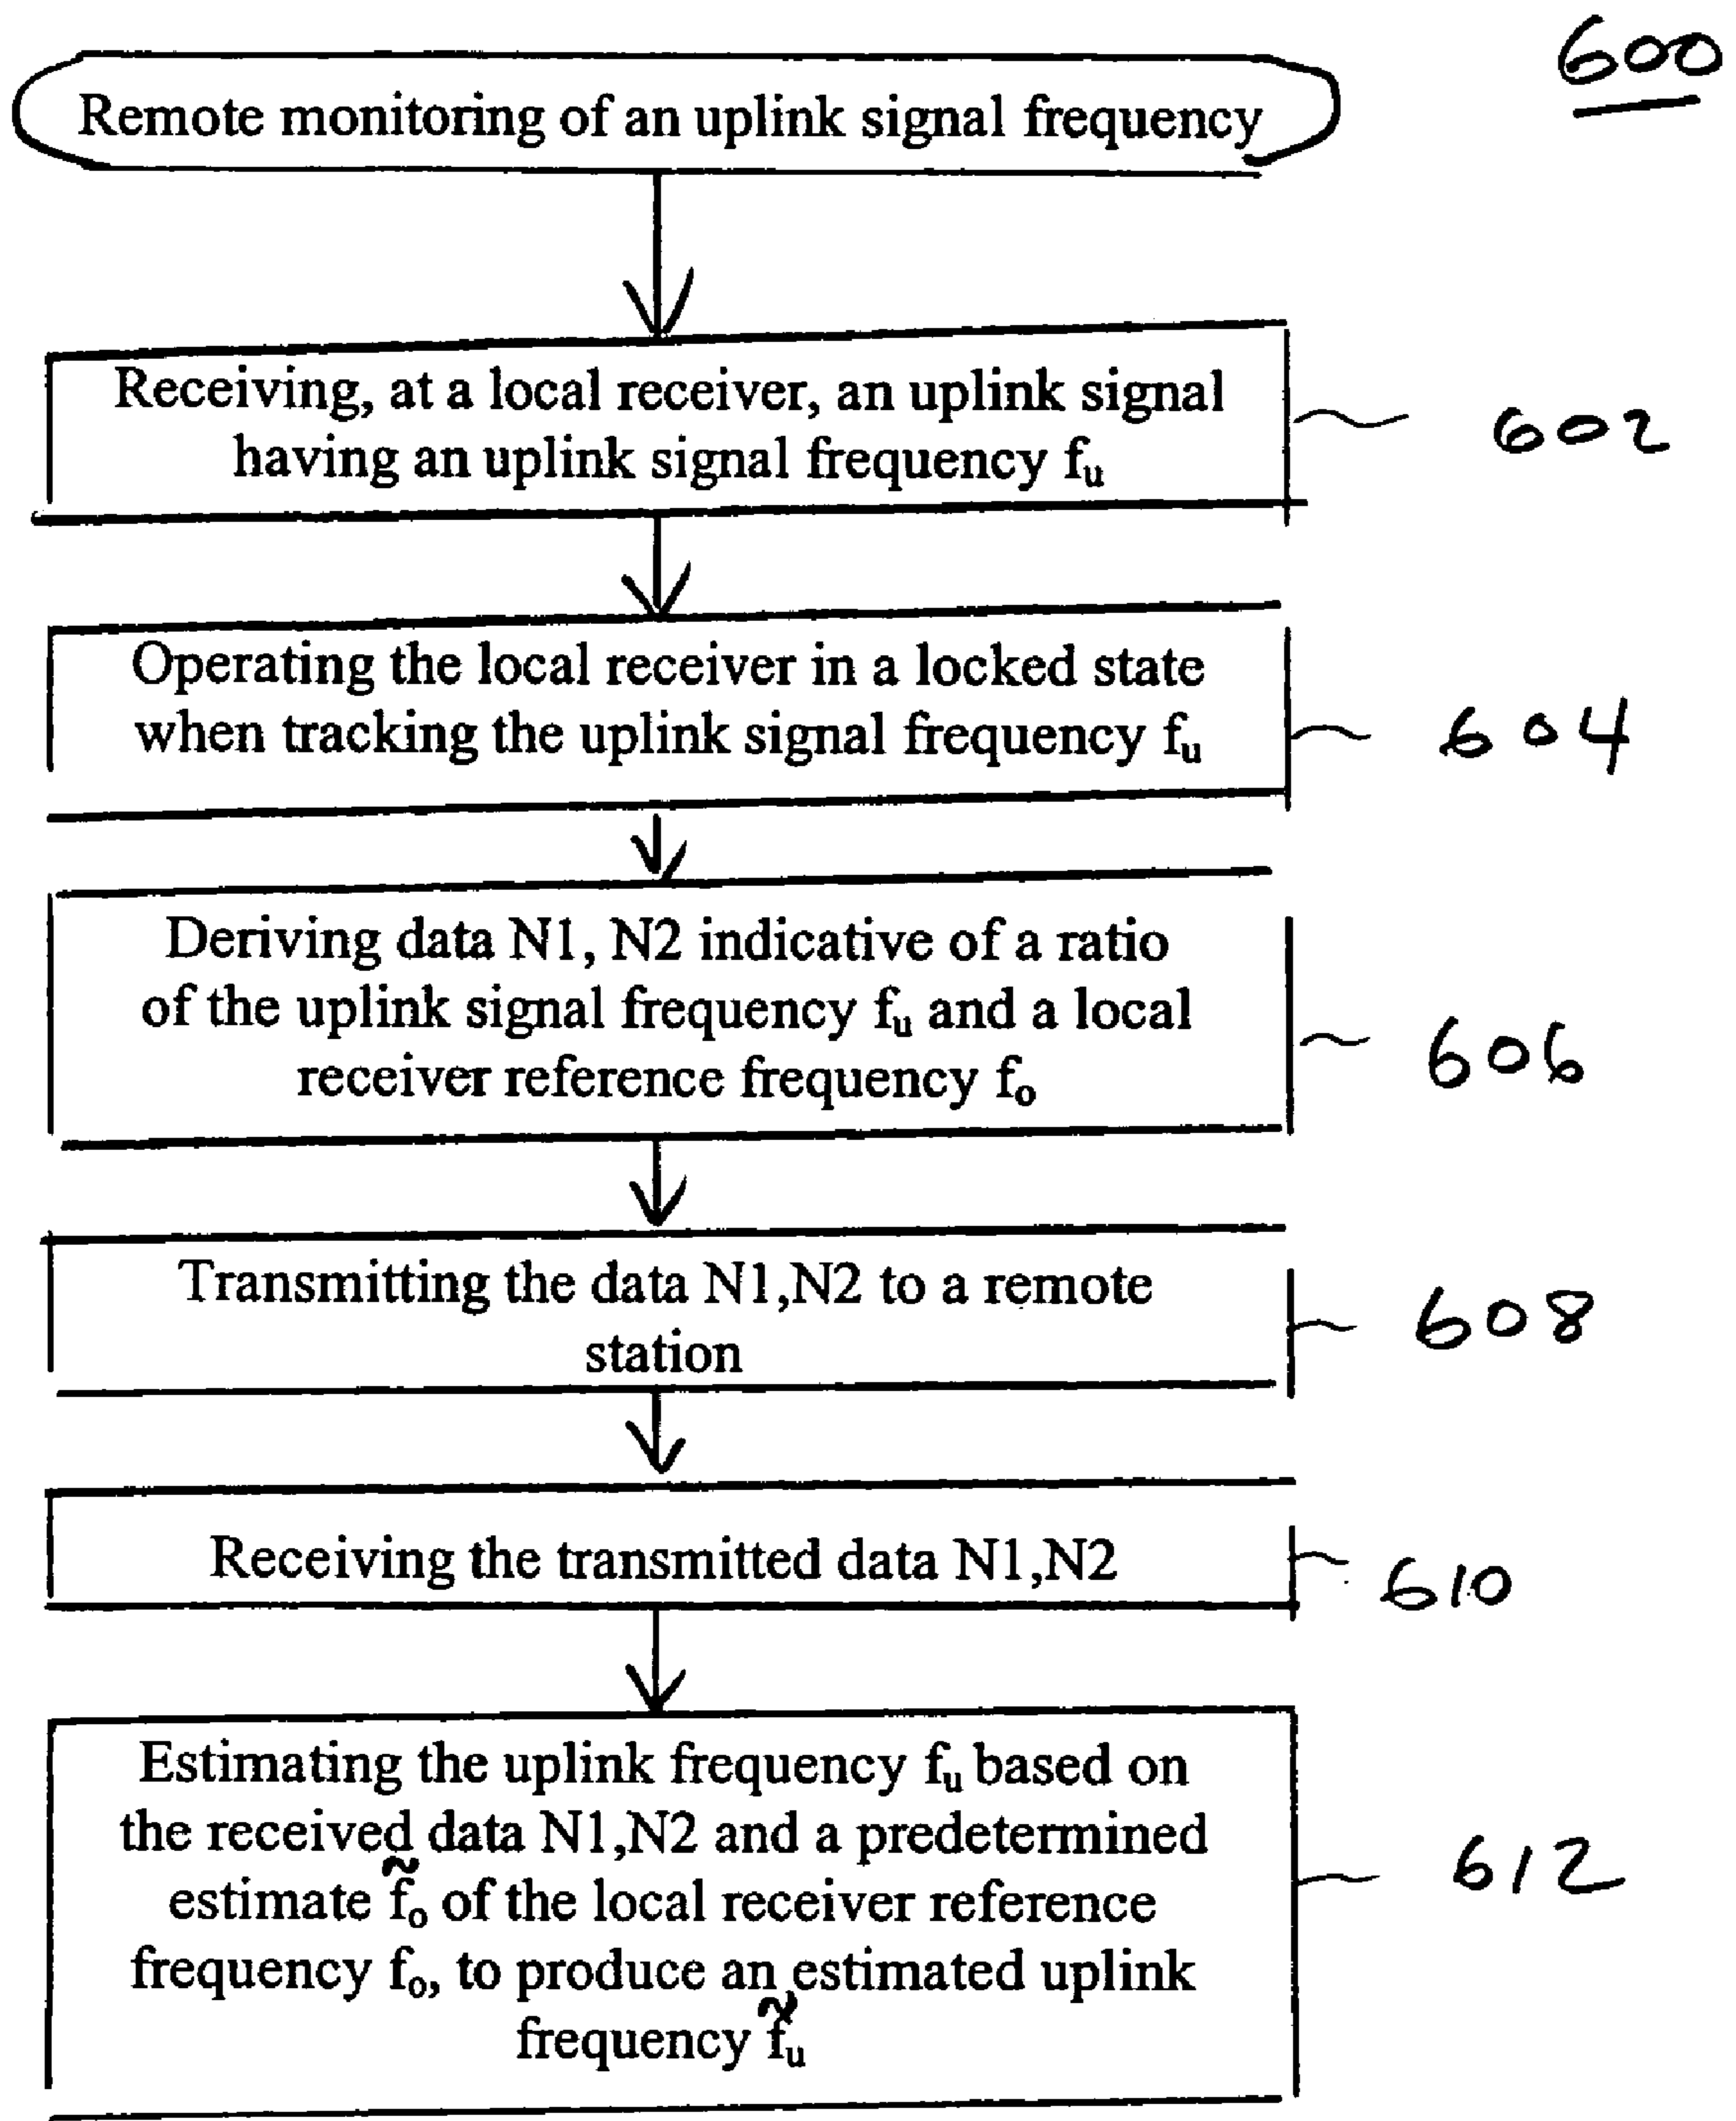 600
Remote monitoring of an uplink signal frequency
Receiving, at a local receiver, an uplink signal
having an uplink signal frequency fᵤ
602
Operating the local receiver in a locked state
when tracking the uplink signal frequency fᵤ
604
Deriving data N1, N2 indicative of a ratio
of the uplink signal frequency fᵤ and a local
receiver reference frequency fₒ
606
Transmitting the data N1,N2 to a remote
station
608
Receiving the transmitted data N1,N2
610
Estimating the uplink frequency fᵤ based on
the received data N1,N2 and a predetermined
estimate f̃ₒ of the local receiver reference
frequency fₒ, to produce an estimated uplink
frequency f̃ᵤ
612